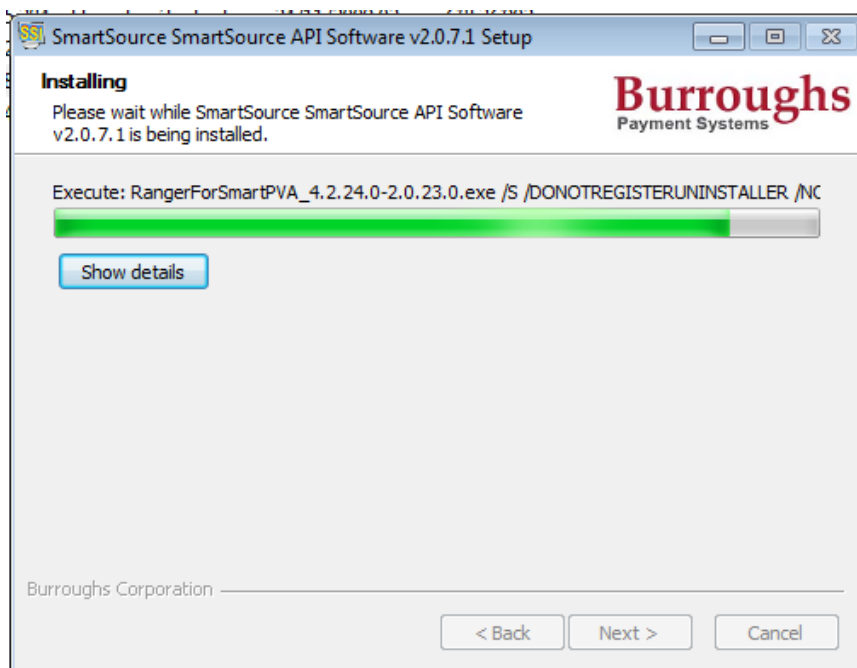 SSI
SmartSource SmartSource API Software v2.0.7.1 Setup
Installing
Please wait while SmartSource SmartSource API Software
v2.0.7.1 is being installed.
Burroughs
Payment Systems
Execute: RangerForSmartPVA_4.2.24.0-2.0.23.0.exe /S /DONOTREGISTERUNINSTALLER /NC
Show details
Burroughs Corporation
< Back
Next >
Cancel